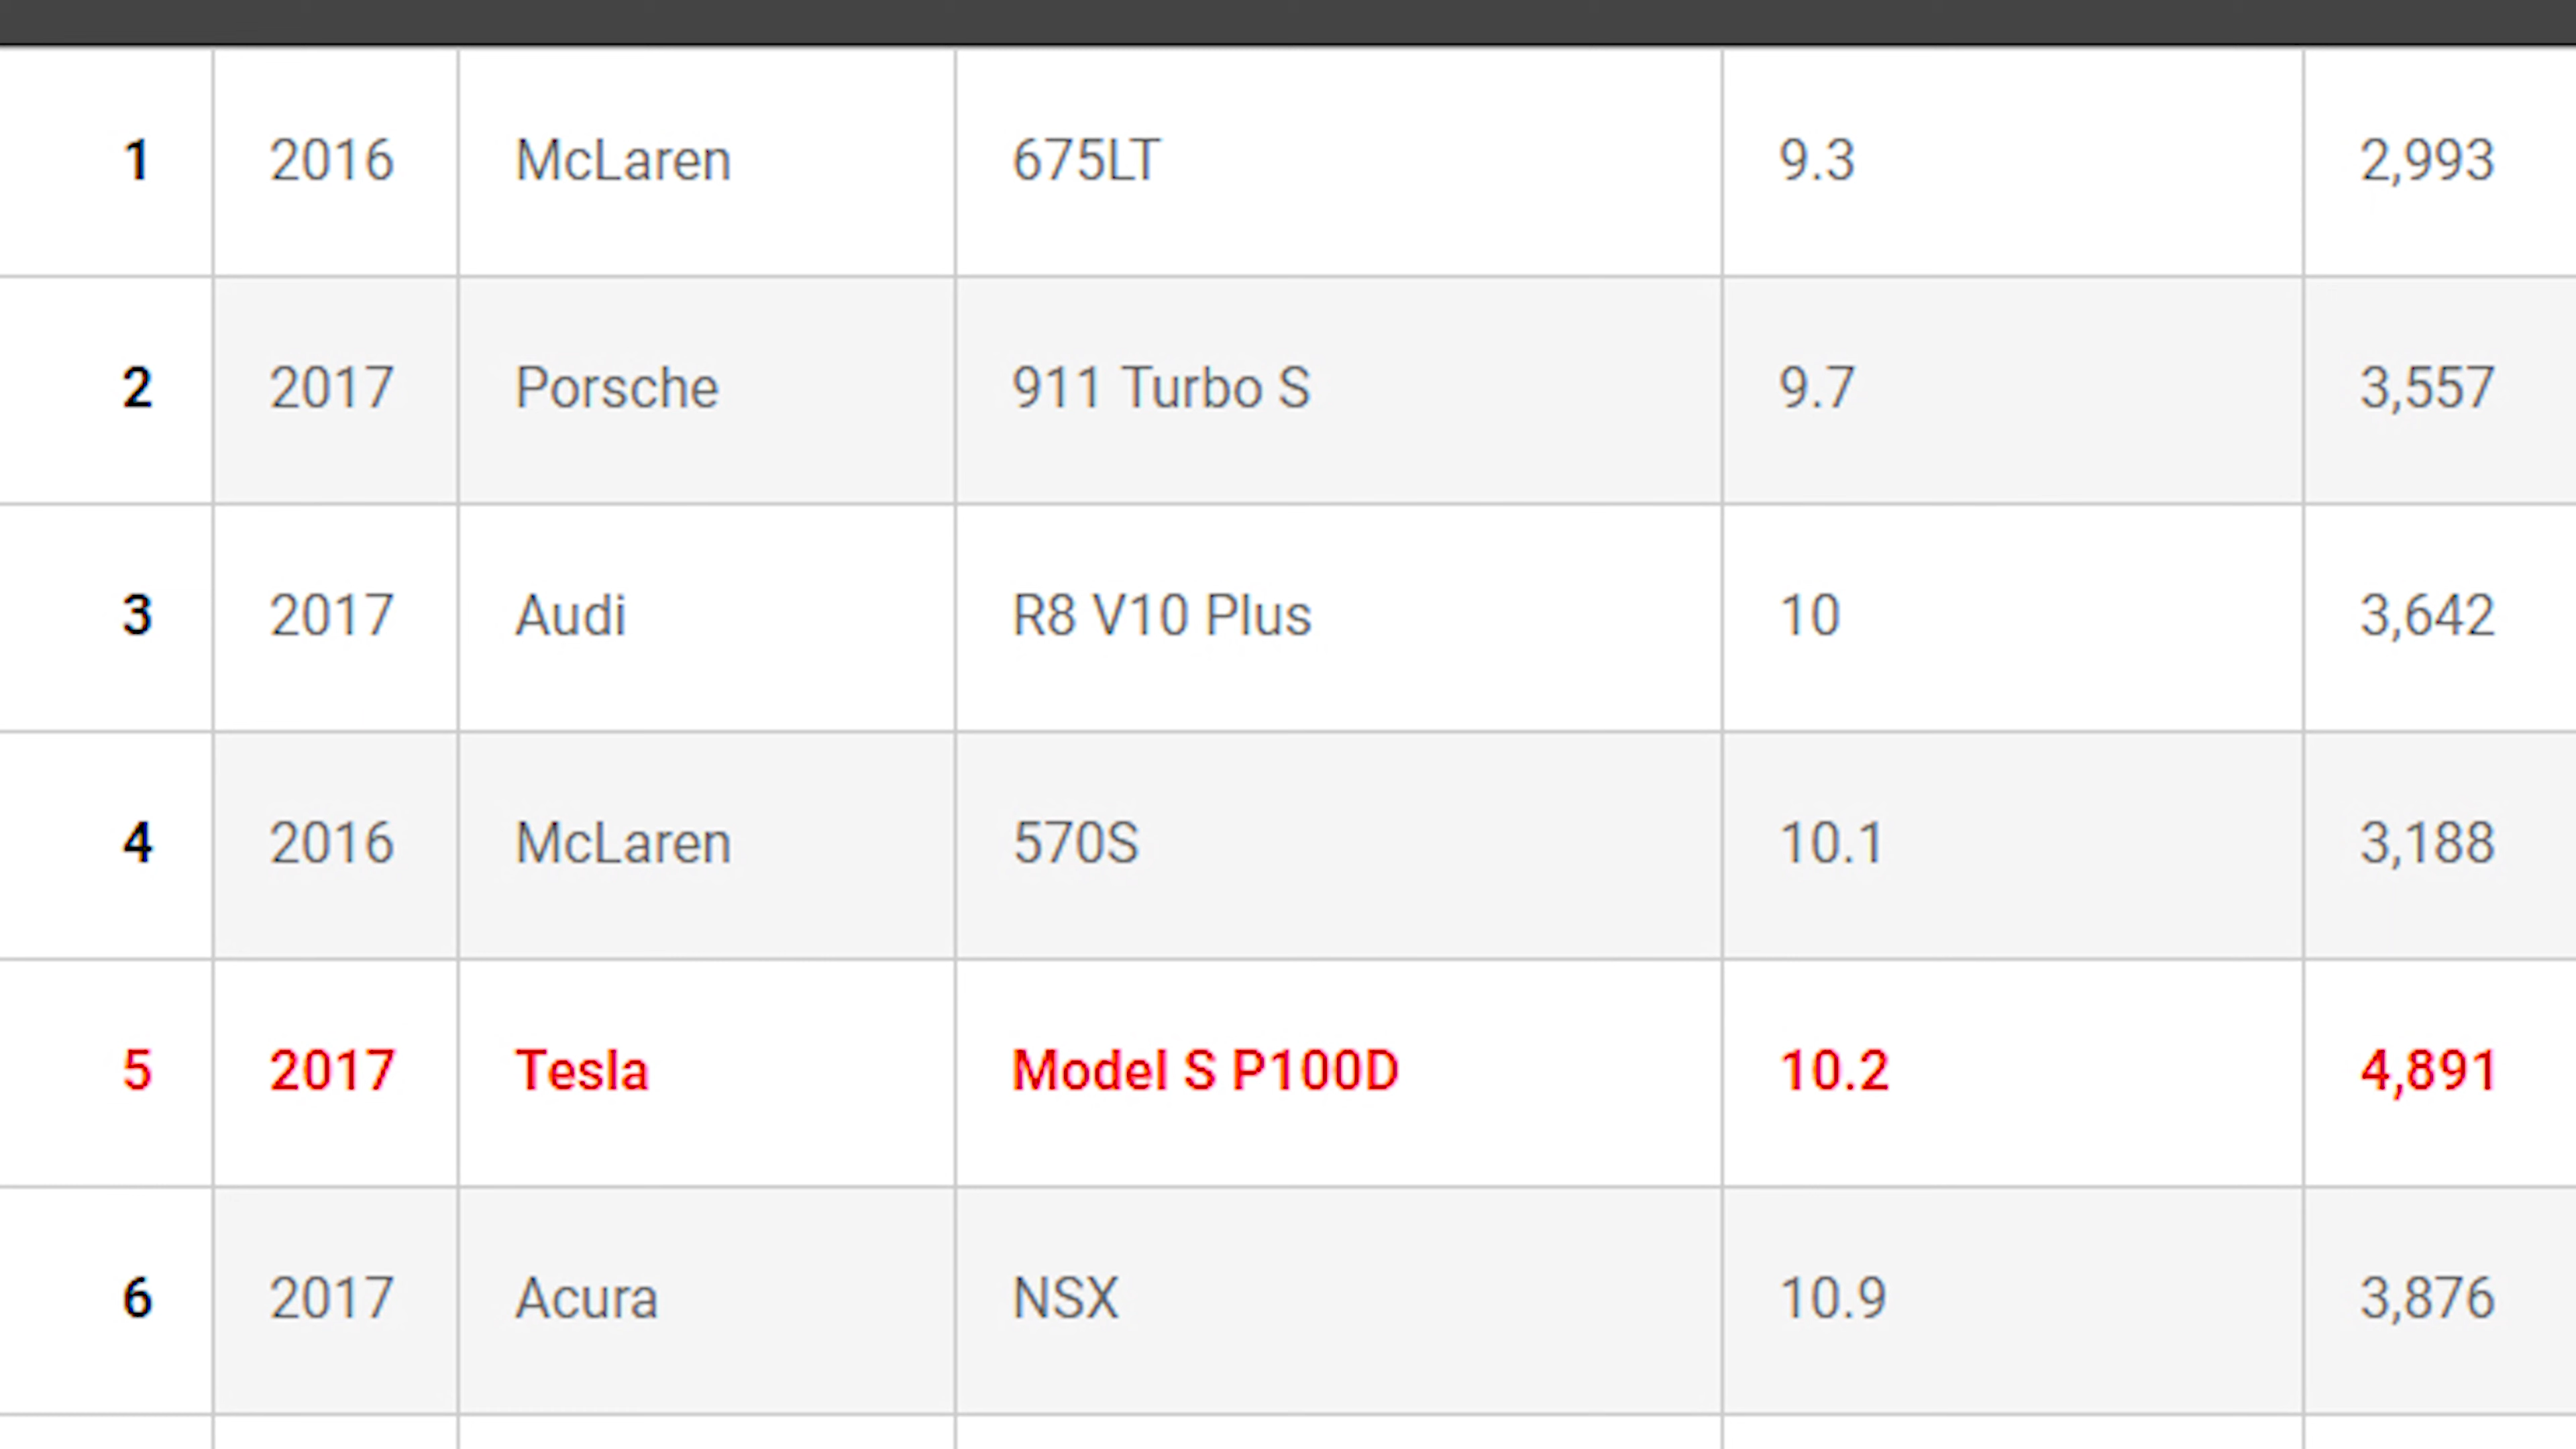 1 2016 McLaren 675LT 9.3 2,993
2 2017 Porsche 911 Turbo S 9.7 3,557
3 2017 Audi R8 V10 Plus 10 3,642
4 2016 McLaren 570S 10.1 3,188
5 2017 Tesla Model S P100D 10.2 4,891
6 2017 Acura NSX 10.9 3,876